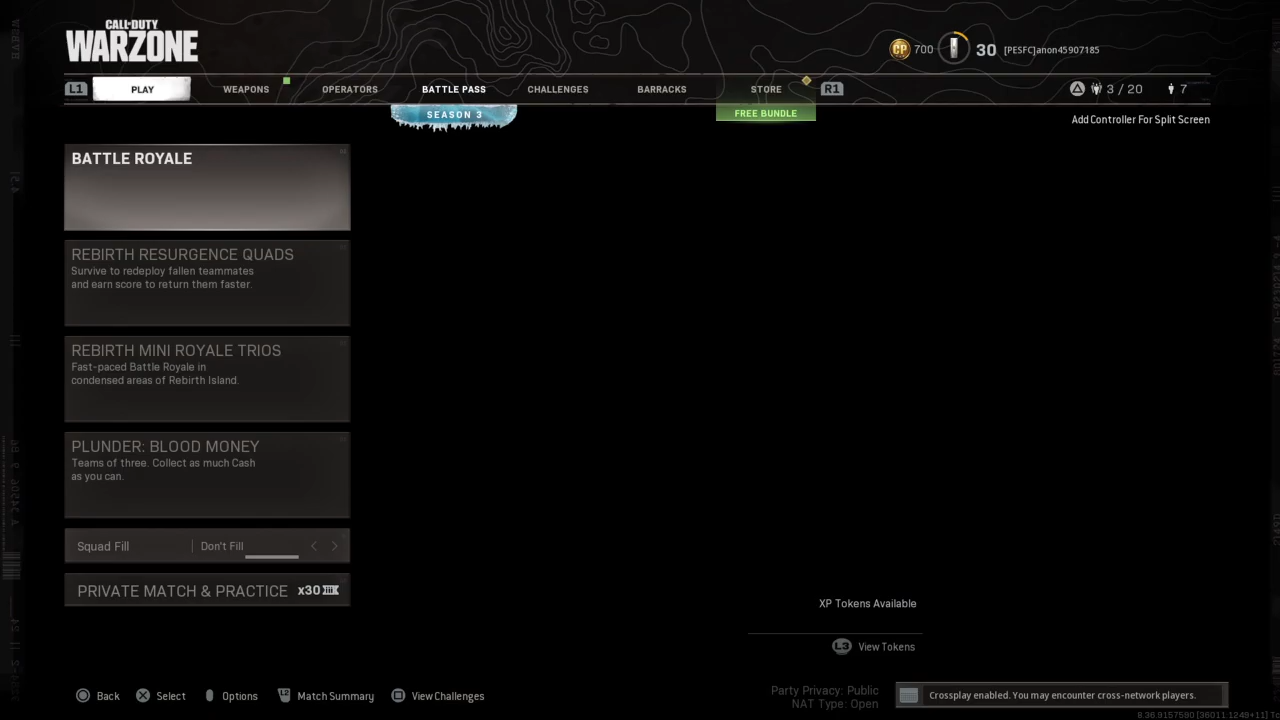 CALL OF DUTY
WARZONE
CP 700 30 [PESFC]anon45907185
L1 PLAY WEAPONS OPERATORS BATTLE PASS CHALLENGES BARRACKS STORE R1 3 / 20 7
SEASON 3 FREE BUNDLE
Add Controller For Split Screen
BATTLE ROYALE
REBIRTH RESURGENCE QUADS
Survive to redeploy fallen teammates
and earn score to return them faster.
REBIRTH MINI ROYALE TRIOS
Fast-paced Battle Royale in
condensed areas of Rebirth Island.
PLUNDER: BLOOD MONEY
Teams of three. Collect as much Cash
as you can.
Squad Fill Don't Fill
PRIVATE MATCH & PRACTICE x30
XP Tokens Available
L3 View Tokens
Back Select Options L2 Match Summary View Challenges
Party Privacy: Public
NAT Type: Open
Crossplay enabled. You may encounter cross-network players.